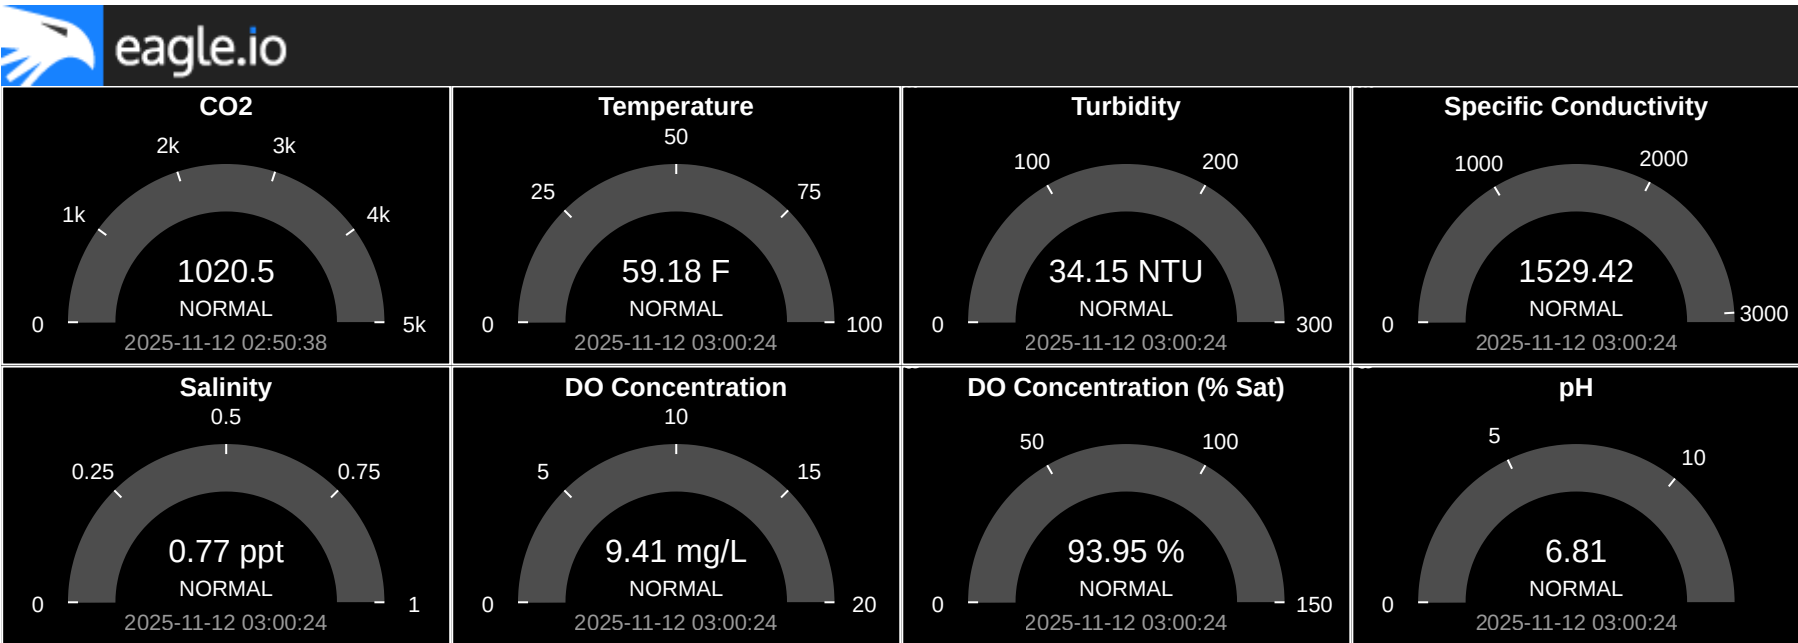 eagle.io
CO2
2k
3k
1k
4k
1020.5
NORMAL
0
5k
2025-11-12 02:50:38
Temperature
50
25
75
59.18 F
NORMAL
0
100
2025-11-12 03:00:24
Turbidity
100
200
34.15 NTU
NORMAL
0
300
2025-11-12 03:00:24
Specific Conductivity
1000
2000
1529.42
NORMAL
0
3000
2025-11-12 03:00:24
Salinity
0.5
0.25
0.75
0.77 ppt
NORMAL
0
1
2025-11-12 03:00:24
DO Concentration
10
5
15
9.41 mg/L
NORMAL
0
20
2025-11-12 03:00:24
DO Concentration (% Sat)
50
100
93.95 %
NORMAL
0
150
2025-11-12 03:00:24
pH
5
10
6.81
NORMAL
0
2025-11-12 03:00:24